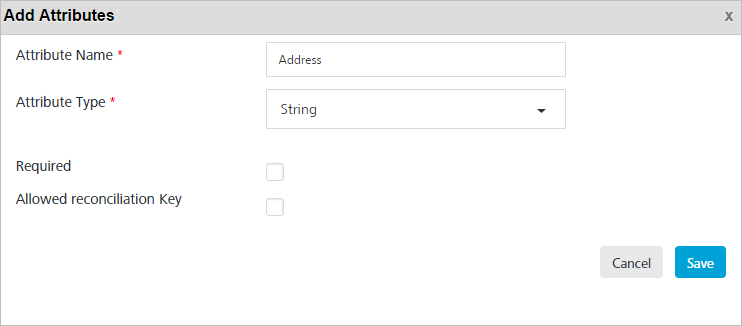 Add Attributes x
Attribute Name * Address
Attribute Type * String
Required
Allowed reconciliation Key
Cancel Save